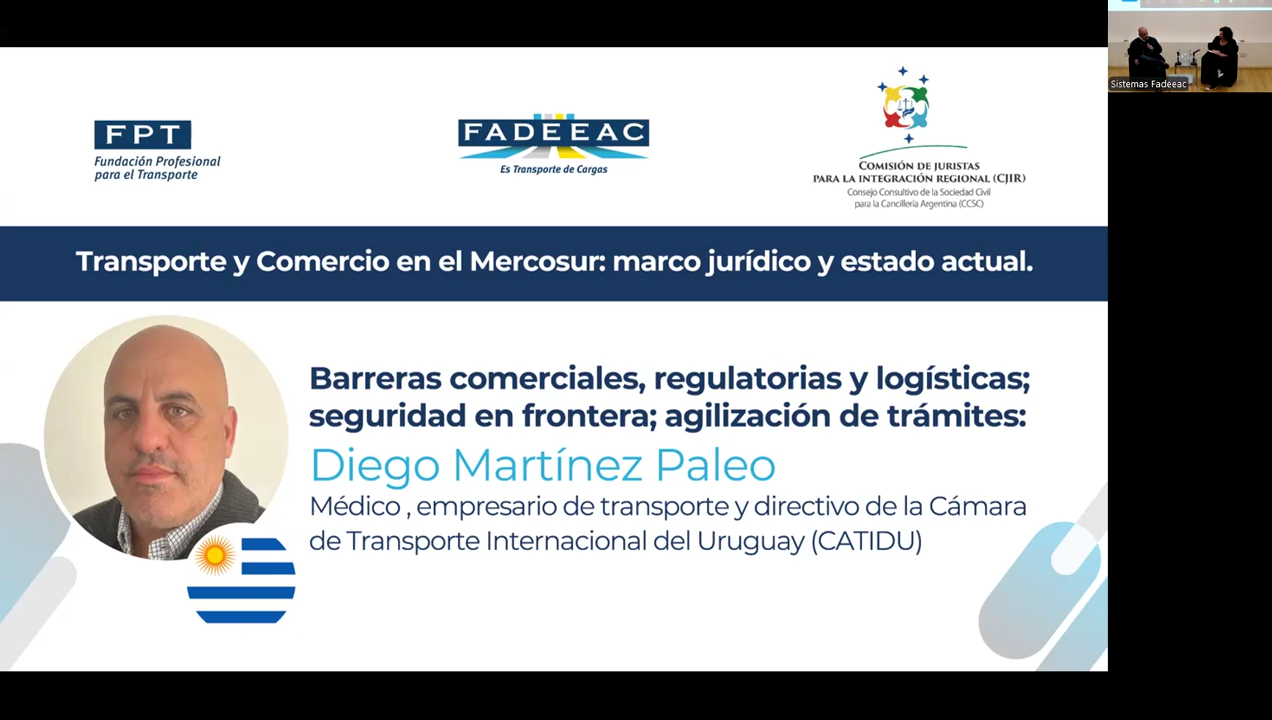 Sistemas Fadeeac
FPT
Fundación Profesional
para el Transporte
FADEEAC
Es Transporte de Cargas
COMISIÓN DE JURISTAS
PARA LA INTEGRACIÓN REGIONAL (CJIR)
Consejo Consultivo de la Sociedad Civil
para la Cancillería Argentina (CCSC)
Transporte y Comercio en el Mercosur: marco jurídico y estado actual.
Barreras comerciales, regulatorias y logísticas;
seguridad en frontera; agilización de trámites:
Diego Martínez Paleo
Médico , empresario de transporte y directivo de la Cámara
de Transporte Internacional del Uruguay (CATIDU)